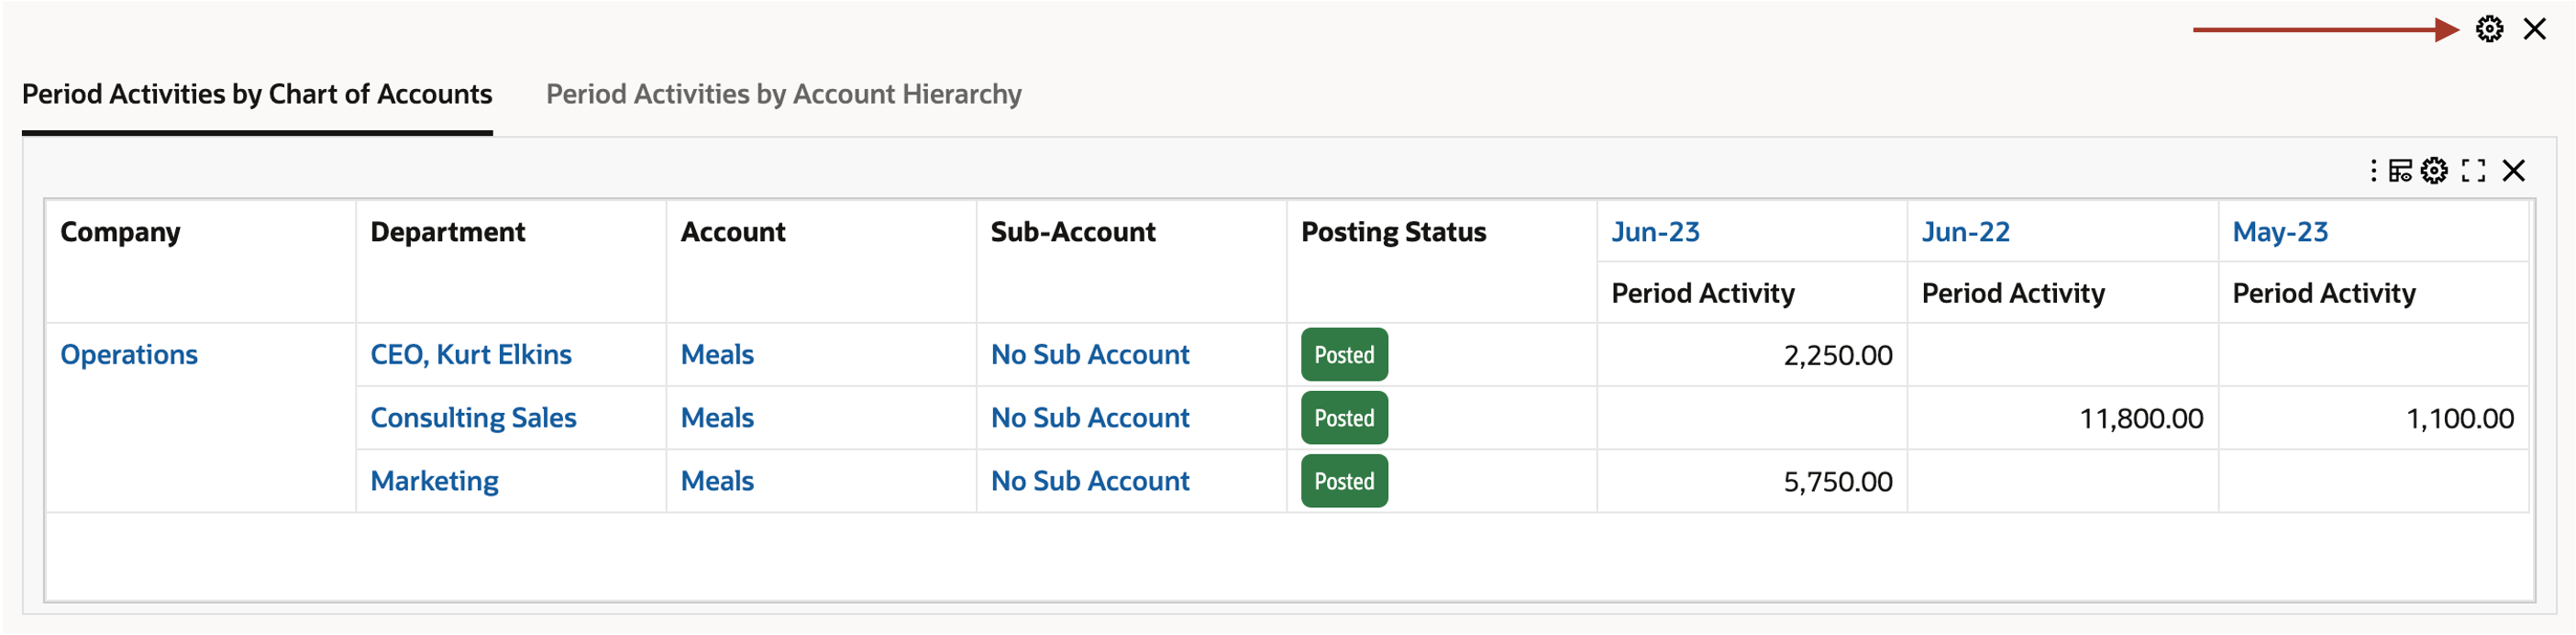 Period Activities by Chart of Accounts Period Activities by Account Hierarchy
Company Department Account Sub-Account Posting Status Jun-23 Jun-22 May-23
Period Activity Period Activity Period Activity
Operations CEO, Kurt Elkins Meals No Sub Account Posted 2,250.00
Consulting Sales Meals No Sub Account Posted 11,800.00 1,100.00
Marketing Meals No Sub Account Posted 5,750.00